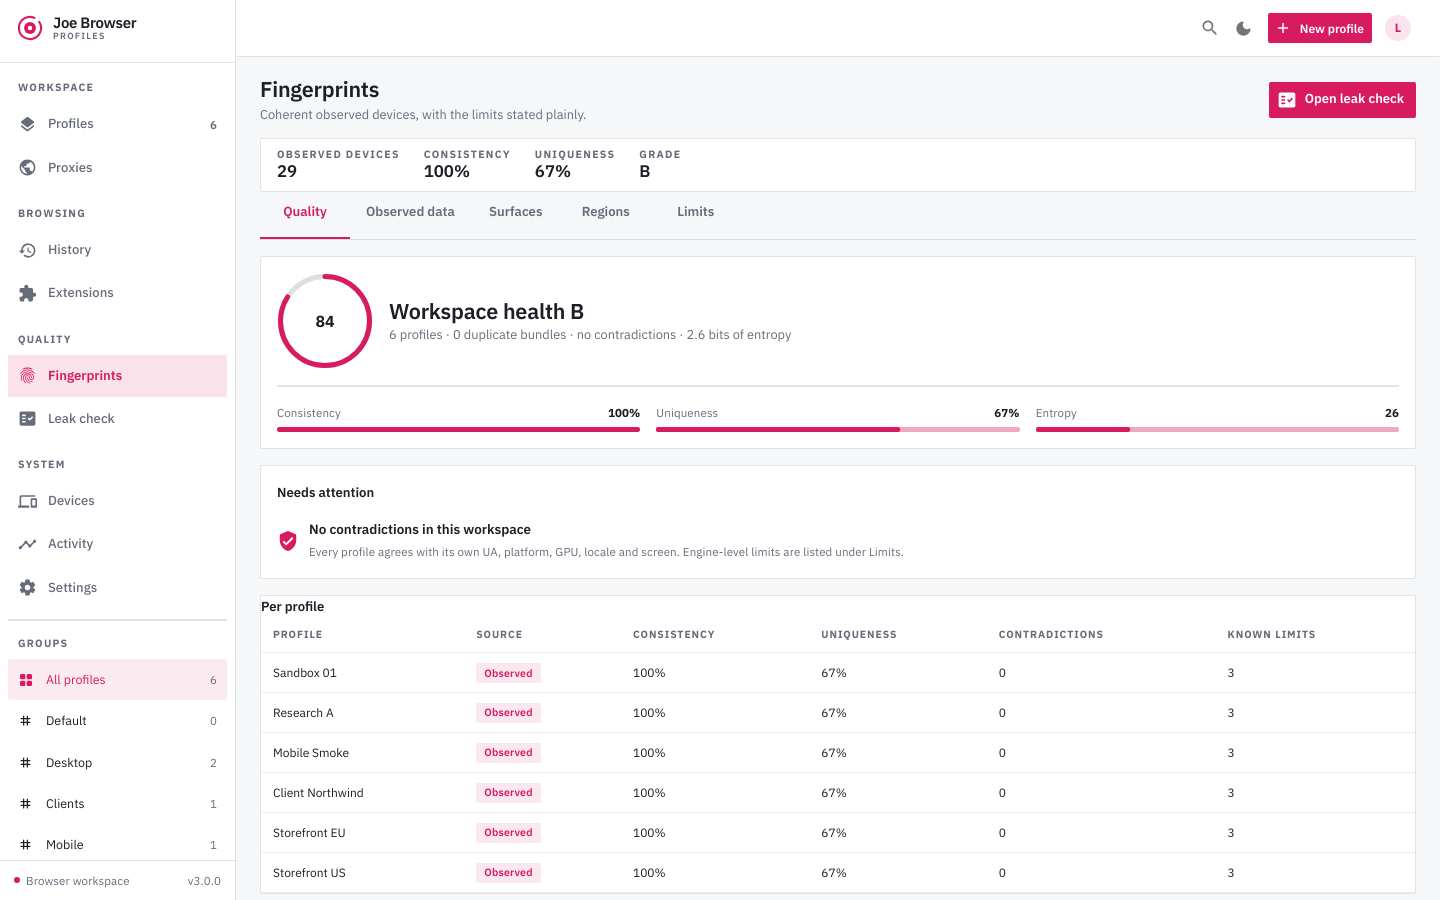 Joe Browser
PROFILES
New profile
L
WORKSPACE
Profiles 6
Proxies
BROWSING
History
Extensions
QUALITY
Fingerprints
Leak check
SYSTEM
Devices
Activity
Settings
GROUPS
All profiles 6
Default 0
Desktop 2
Clients 1
Mobile 1
Browser workspace v3.0.0
Fingerprints
Coherent observed devices, with the limits stated plainly.
Open leak check
OBSERVED DEVICES CONSISTENCY UNIQUENESS GRADE
29 100% 67% B
Quality Observed data Surfaces Regions Limits
84
Workspace health B
6 profiles · 0 duplicate bundles · no contradictions · 2.6 bits of entropy
Consistency 100% Uniqueness 67% Entropy 26
Needs attention
No contradictions in this workspace
Every profile agrees with its own UA, platform, GPU, locale and screen. Engine-level limits are listed under Limits.
Per profile
PROFILE SOURCE CONSISTENCY UNIQUENESS CONTRADICTIONS KNOWN LIMITS
Sandbox 01 Observed 100% 67% 0 3
Research A Observed 100% 67% 0 3
Mobile Smoke Observed 100% 67% 0 3
Client Northwind Observed 100% 67% 0 3
Storefront EU Observed 100% 67% 0 3
Storefront US Observed 100% 67% 0 3